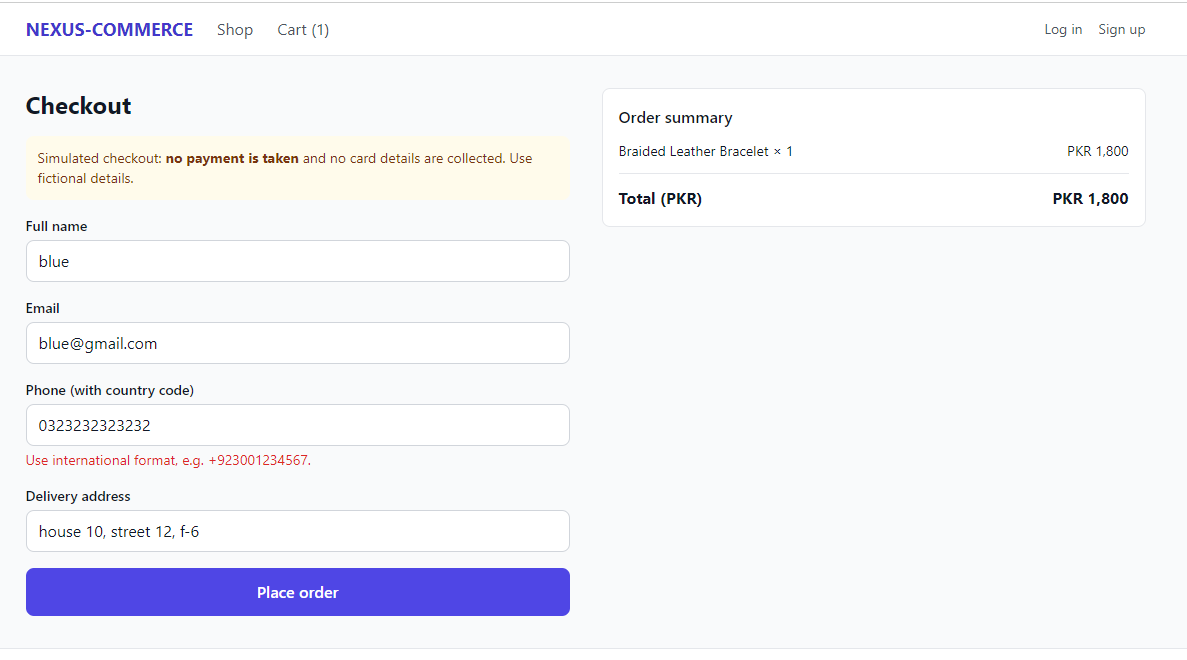 NEXUS-COMMERCE Shop Cart (1) Log in Sign up
Checkout
Simulated checkout: no payment is taken and no card details are collected. Use
fictional details.
Full name
blue
Email
blue@gmail.com
Phone (with country code)
0323232323232
Use international format, e.g. +923001234567.
Delivery address
house 10, street 12, f-6
Place order
Order summary
Braided Leather Bracelet × 1 PKR 1,800
Total (PKR) PKR 1,800